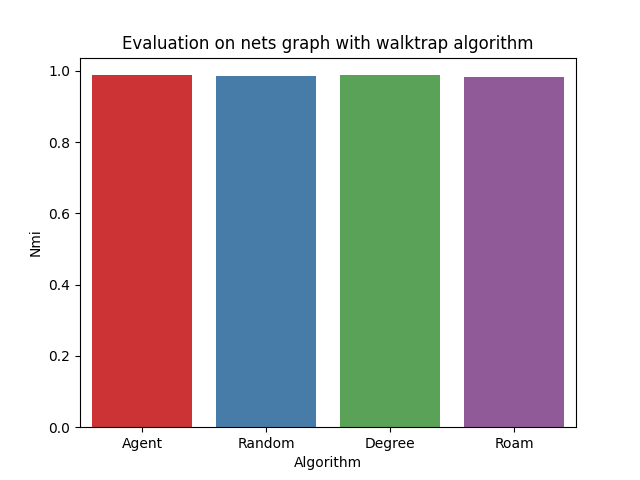 Evaluation on nets graph with walktrap algorithm
1.0
0.8
0.6
0.4
0.2
0.0
Nmi
Agent Random Degree Roam
Algorithm